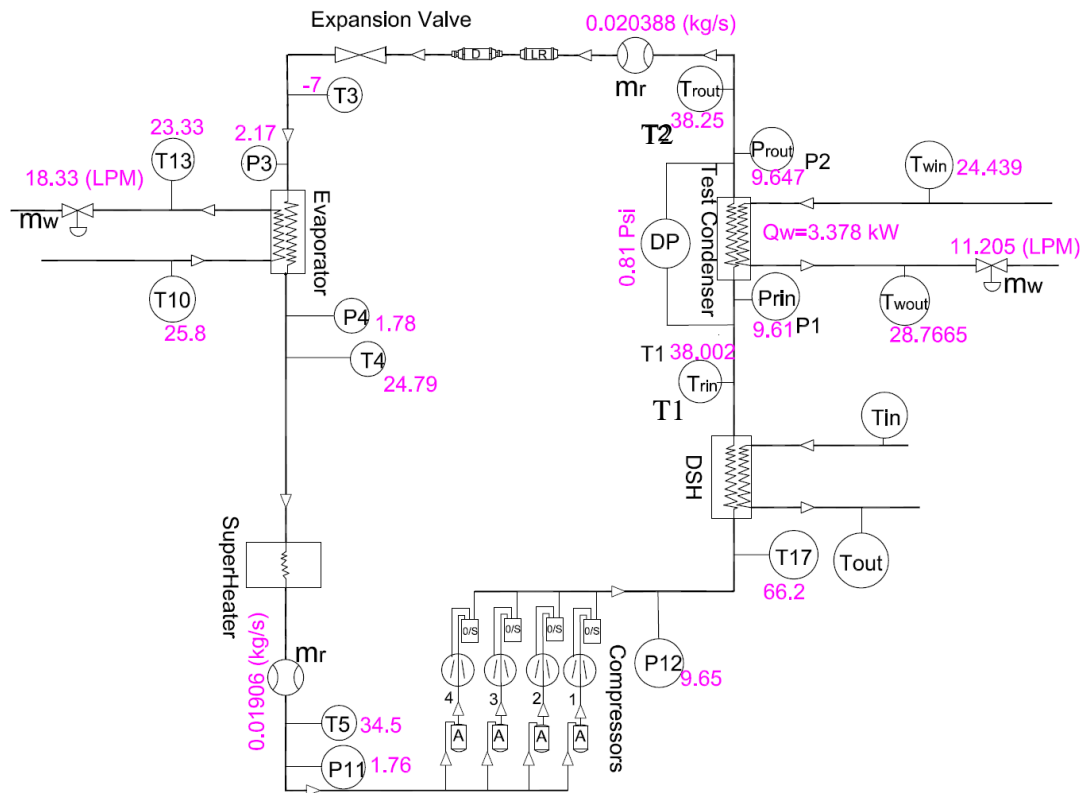 Expansion Valve
0.020388 (kg/s)
D
LR
mr
-7
T3
Trout
T2
38.25
23.33
2.17
T13
P3
18.33 (LPM)
mw
Evaporator
T10
25.8
P4
1.78
T4
24.79
Prout
P2
9.647
Twin
24.439
0.81 Psi
DP
Test Condenser
Qw=3.378 kW
11.205 (LPM)
mw
Prin
9.61
P1
Twout
28.7665
T1
38.002
Trin
T1
Tin
DSH
Tout
T17
66.2
SuperHeater
0.01906 (kg/s)
mr
T5
34.5
P11
1.76
0/S
0/S
0/S
0/S
4
3
2
1
A
A
A
A
Compressors
P12
9.65